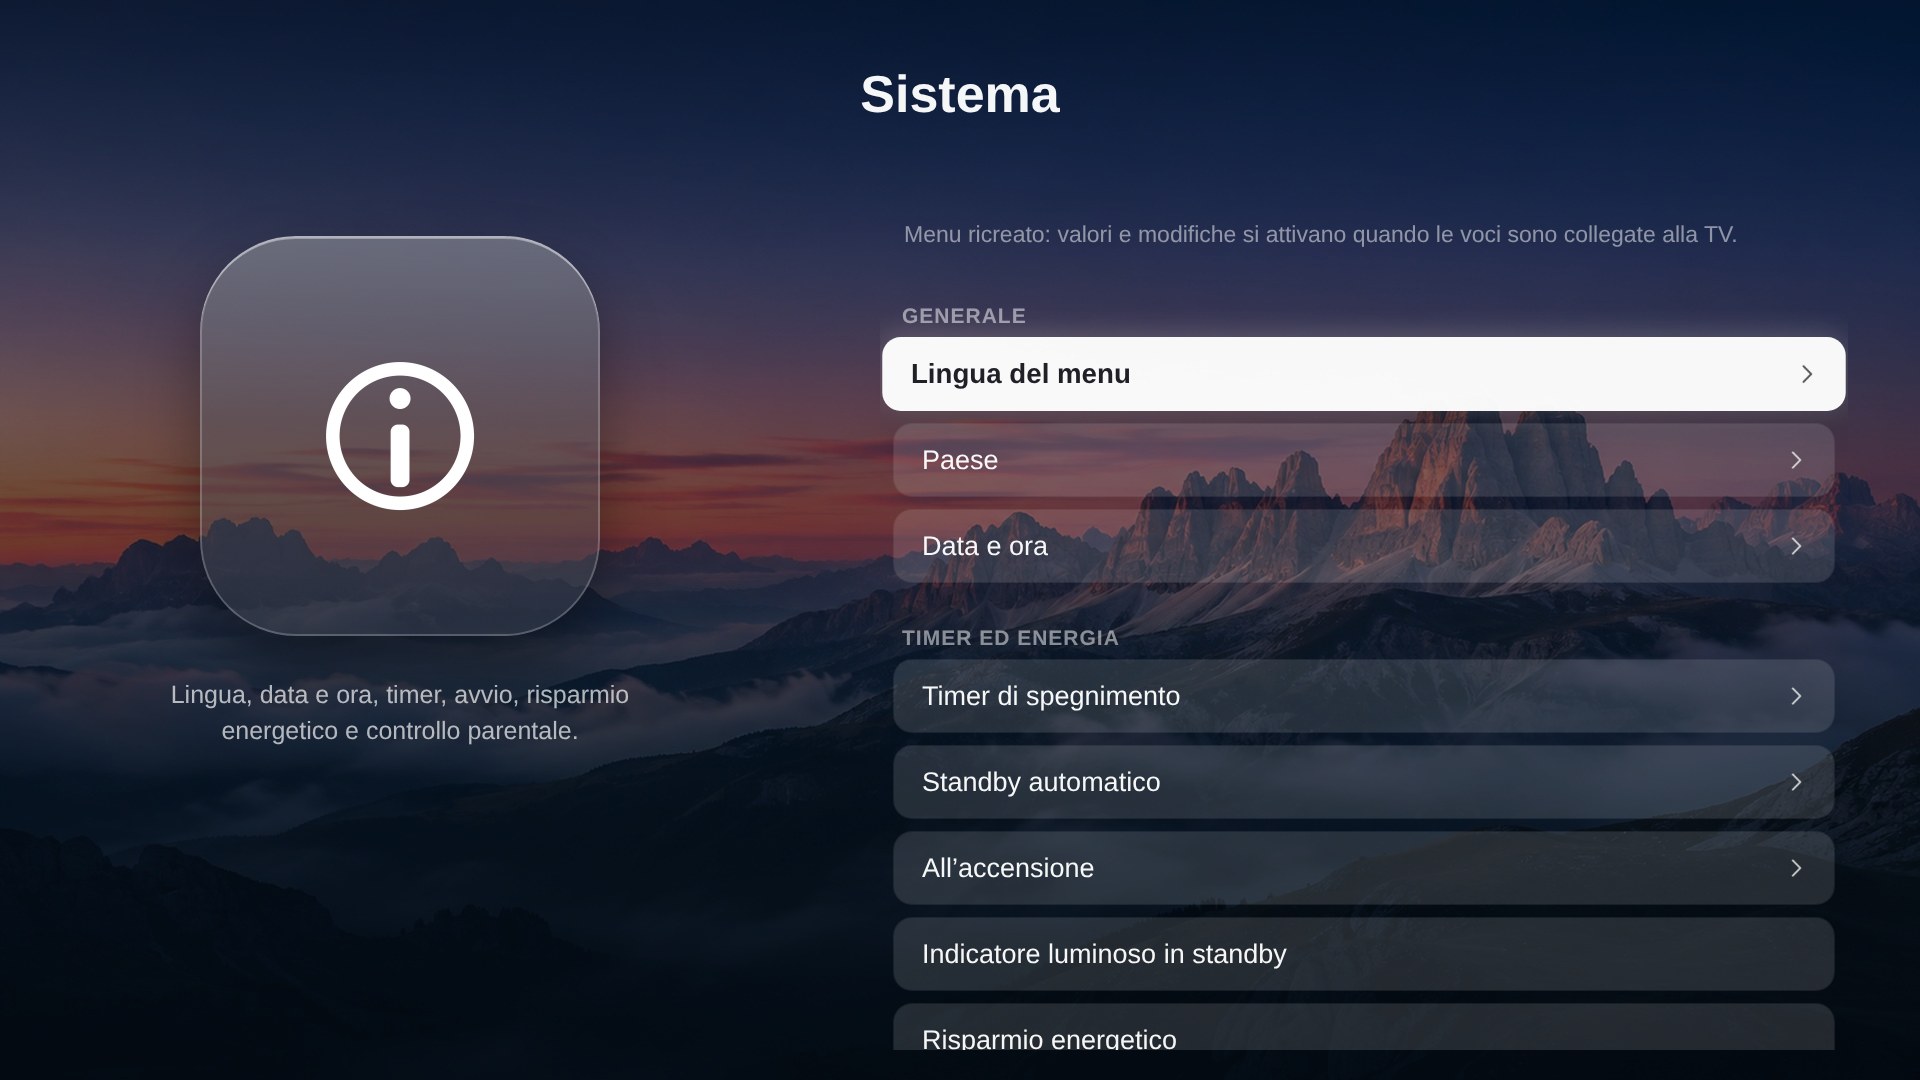 Sistema
Menu ricreato: valori e modifiche si attivano quando le voci sono collegate alla TV.
GENERALE
Lingua del menu
Paese
Data e ora
TIMER ED ENERGIA
Timer di spegnimento
Standby automatico
All’accensione
Indicatore luminoso in standby
Risparmio energetico
Lingua, data e ora, timer, avvio, risparmio
energetico e controllo parentale.